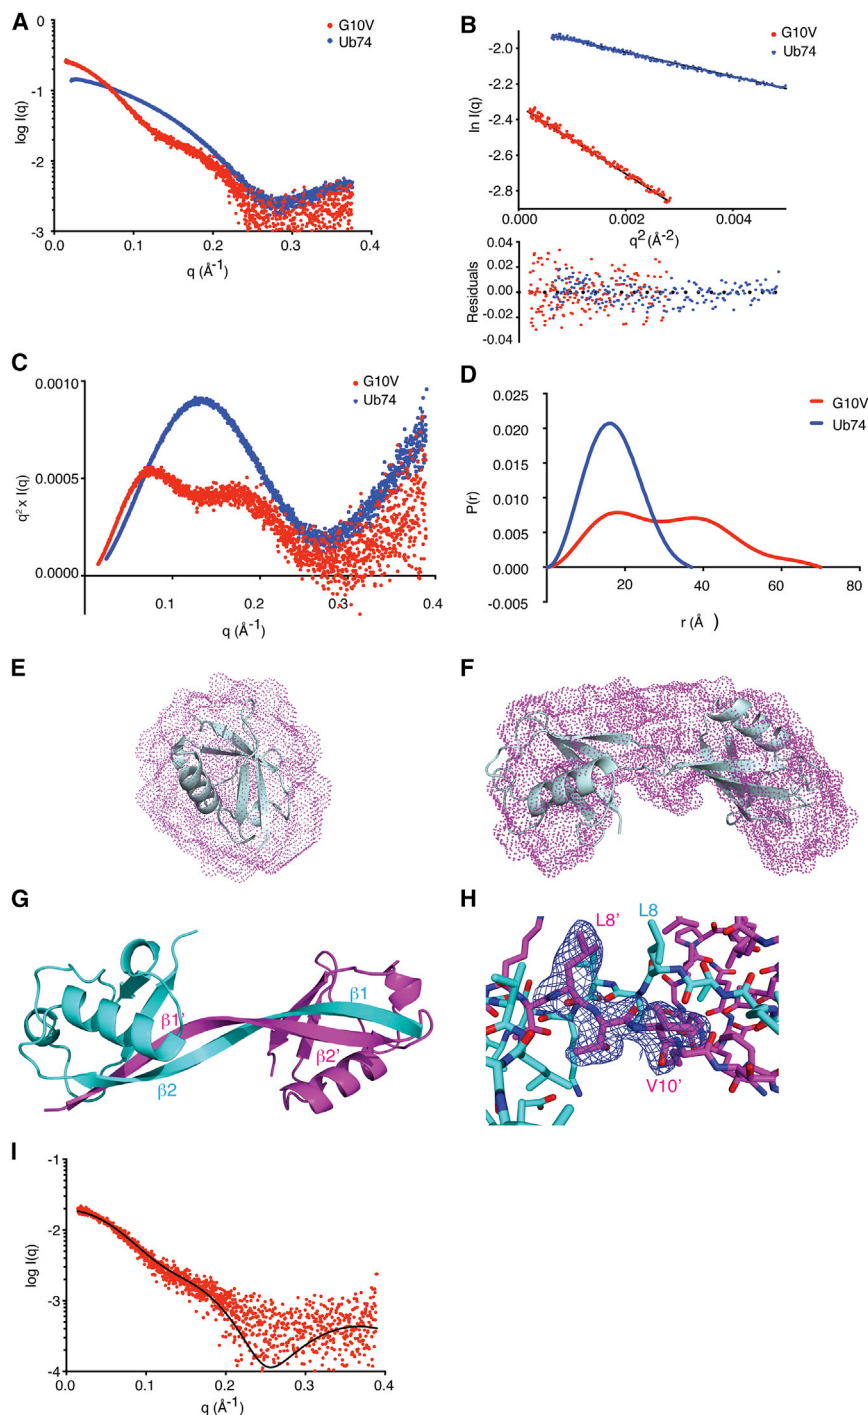 A
G10V
Ub74
0
-1
-2
-3
log I(q)
0.0
0.1
0.2
0.3
0.4
q (Å-1)
B
G10V
Ub74
-2.0
-2.2
-2.4
-2.6
-2.8
ln I(q)
0.000
0.002
0.004
q2(Å-2)
0.04
0.02
0.00
-0.02
-0.04
Residuals
C
G10V
Ub74
0.0010
0.0005
0.0000
q2 x I(q)
0.1
0.2
0.3
0.4
q (Å-1)
D
G10V
Ub74
0.025
0.020
0.015
0.010
0.005
0.000
-0.005
P(r)
20
40
60
80
r (Å )
E
F
G
β1
β1'
β2'
β2
H
L8'
L8
V10'
I
-1
-2
-3
-4
log I(q)
0.0
0.1
0.2
0.3
0.4
q (Å-1)